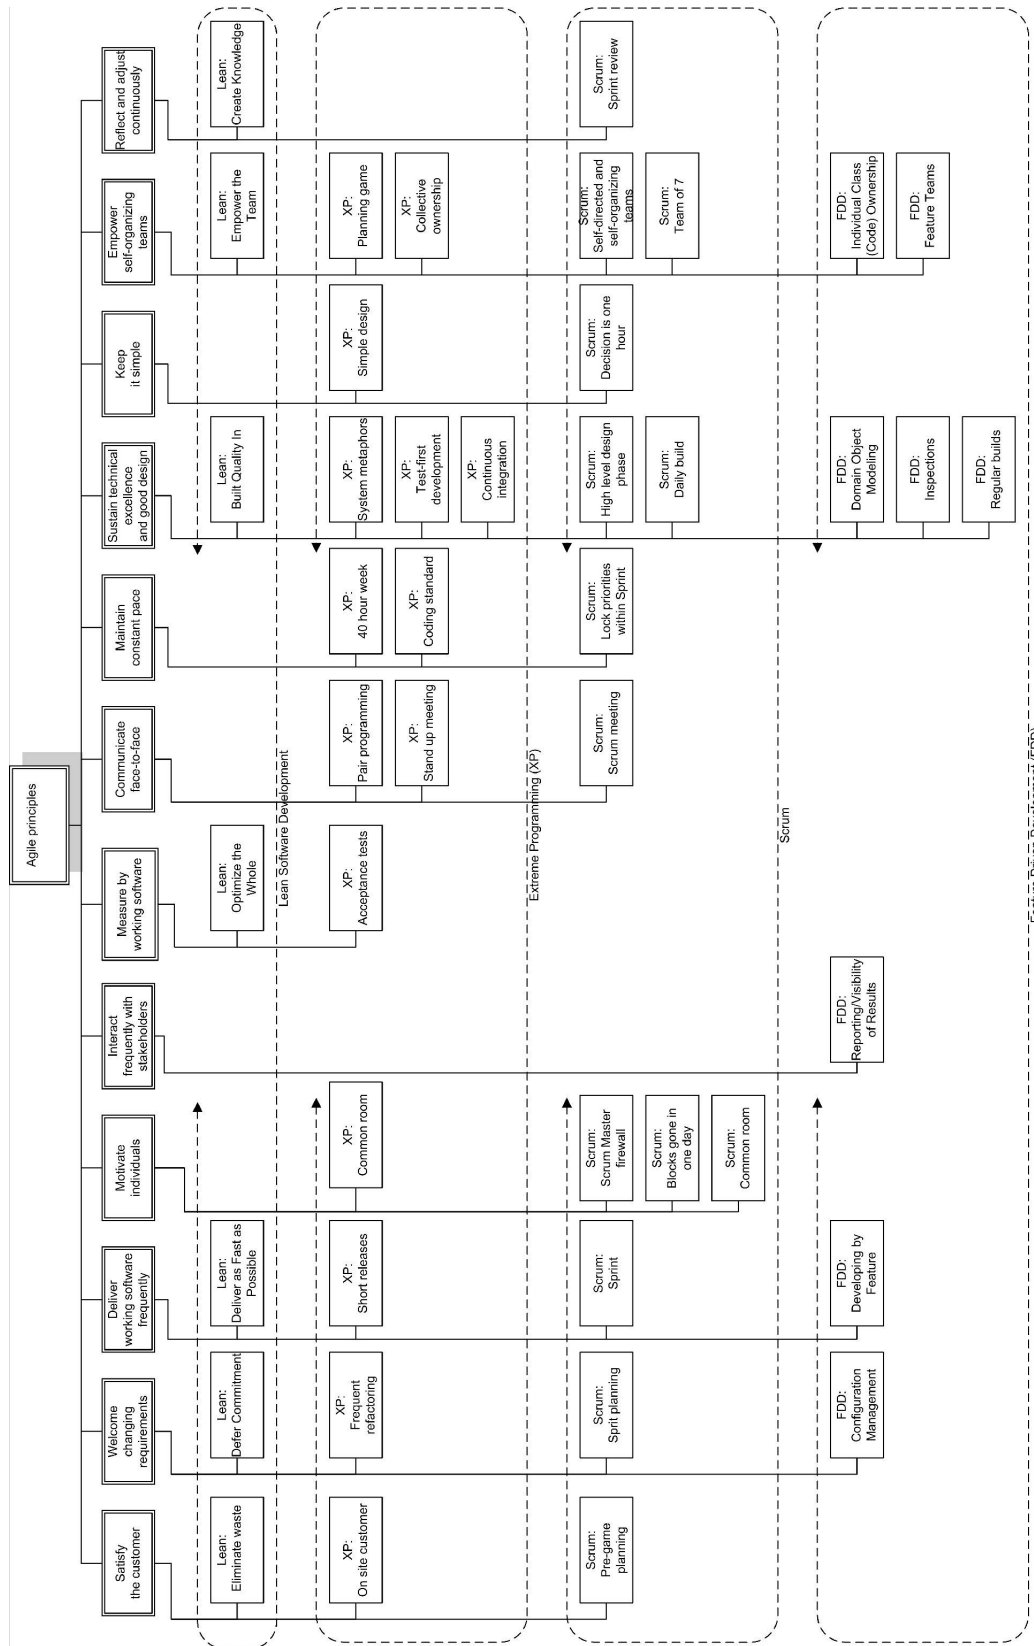 Agile principles
Satisfy
the customer
Welcome
changing
requirements
Deliver
working software
frequently
Motivate
individuals
Interact
frequently with
stakeholders
Measure by
working software
Communicate
face-to-face
Maintain
constant pace
Sustain technical
excellence
and good design
Keep
it simple
Empower
self-organizing
teams
Reflect and adjust
continuously
Lean:
Eliminate waste
Lean:
Defer Commitment
Lean:
Deliver as Fast as
Possible
Lean:
Optimize the
Whole
Lean:
Built Quality In
Lean:
Empower the
Team
Lean:
Create Knowledge
Lean Software Development
XP:
On site customer
XP:
Frequent
refactoring
XP:
Short releases
XP:
Common room
XP:
Acceptance tests
XP:
Pair programming
XP:
40 hour week
XP:
System metaphors
XP:
Simple design
XP:
Planning game
XP:
Stand up meeting
XP:
Coding standard
XP:
Test-first
development
XP:
Collective
ownership
XP:
Continuous
integration
Extreme Programming (XP)
Scrum:
Pre-game
planning
Scrum:
Sprit planning
Scrum:
Sprint
Scrum:
Scrum Master
firewall
Scrum:
Scrum meeting
Scrum:
Lock priorities
within Sprint
Scrum:
High level design
phase
Scrum:
Decision is one
hour
Scrum:
Self-directed and
self-organizing
teams
Scrum:
Sprint review
Scrum:
Blocks gone in
one day
Scrum:
Daily build
Scrum:
Team of 7
Scrum:
Common room
Scrum
FDD:
Configuration
Management
FDD:
Developing by
Feature
FDD:
Reporting/Visibility
of Results
FDD:
Domain Object
Modeling
FDD:
Individual Class
(Code) Ownership
FDD:
Inspections
FDD:
Feature Teams
FDD:
Regular builds